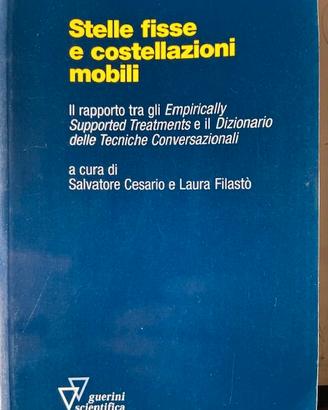 Stelle fisse
e costellazioni
mobili
Il rapporto tra gli Empirically
Supported Treatments e il Dizionario
delle Tecniche Conversazionali
a cura di
Salvatore Cesario e Laura Filastò
guerini
scientifica